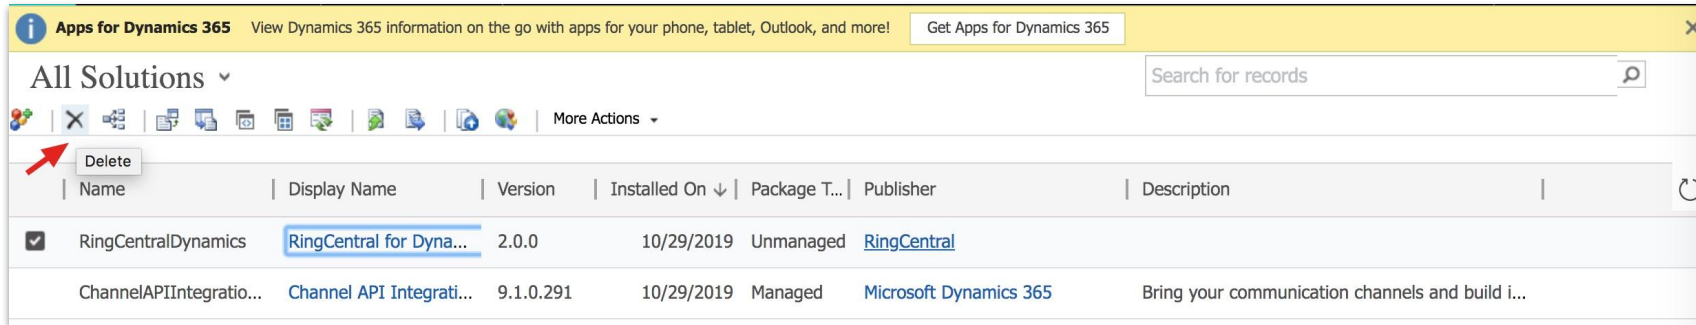 Apps for Dynamics 365 View Dynamics 365 information on the go with apps for your phone, tablet, Outlook, and more! Get Apps for Dynamics 365
All Solutions
Search for records
More Actions
Delete
Name Display Name Version Installed On Package T... Publisher Description
RingCentralDynamics RingCentral for Dyna... 2.0.0 10/29/2019 Unmanaged RingCentral
ChannelAPIIntegratio... Channel API Integrati... 9.1.0.291 10/29/2019 Managed Microsoft Dynamics 365 Bring your communication channels and build i...